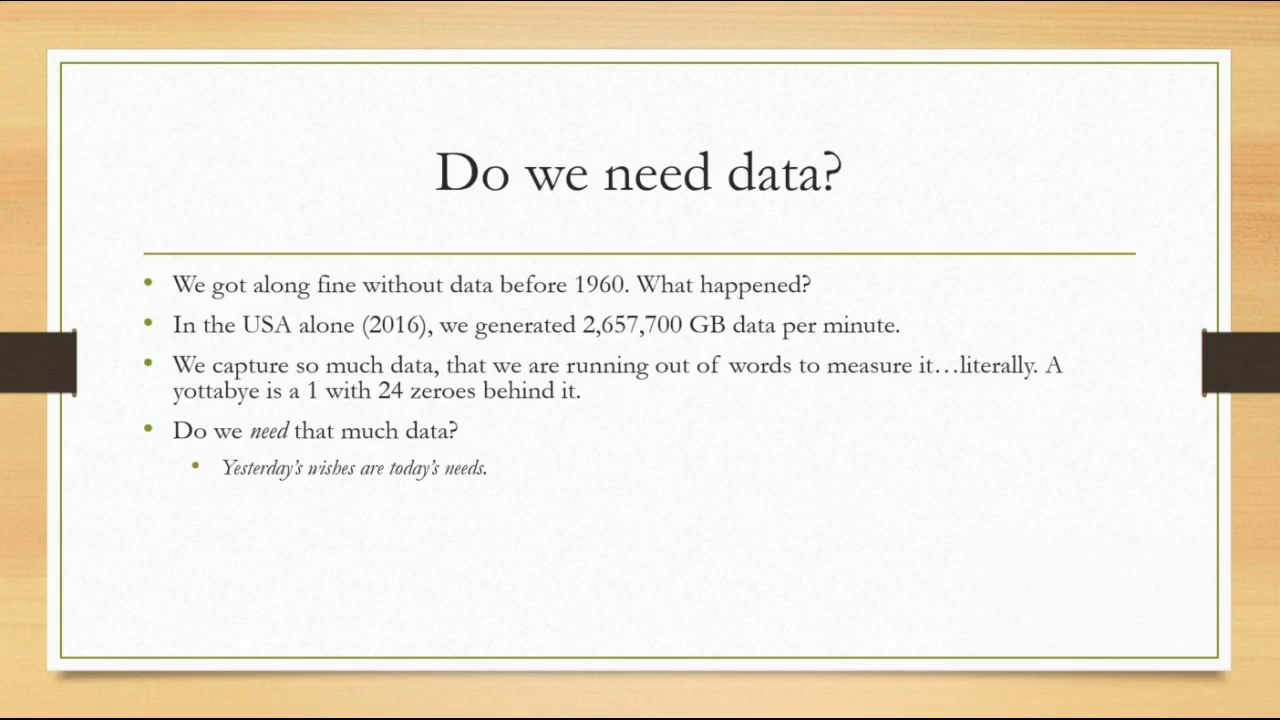 Do we need data?
We got along fine without data before 1960. What happened?
In the USA alone (2016), we generated 2,657,700 GB data per minute.
We capture so much data, that we are running out of words to measure it…literally. A
yottabye is a 1 with 24 zeroes behind it.
Do we need that much data?
Yesterday's wishes are today's needs.